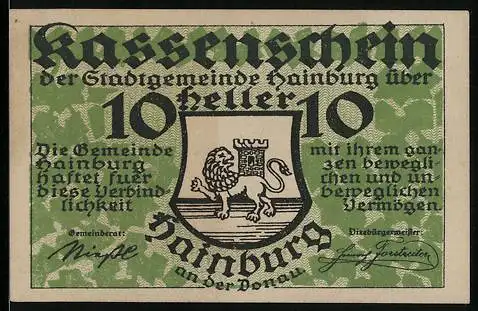 Kassenschein
der Stadtgemeinde Hainburg über
10 Heller 10
Die Gemeinde
Hainburg
haftet fuer
diese Verbind-
lichkeit
mit ihrem gan-
zen bewegli-
chen und un-
beweglichen
Vermögen.
Gemeinderat:
Vizebürgermeister:
Hainburg
an der Donau